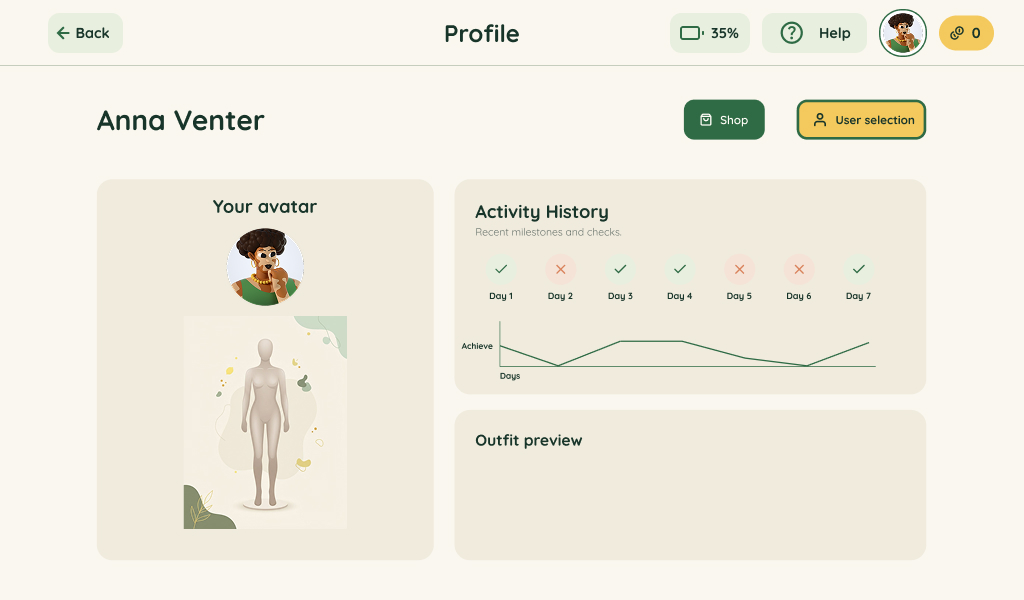 Back
Profile
35%
Help
0
Anna Venter
Shop
User selection
Your avatar
Activity History
Recent milestones and checks.
Day 1
Day 2
Day 3
Day 4
Day 5
Day 6
Day 7
Achieve
Days
Outfit preview